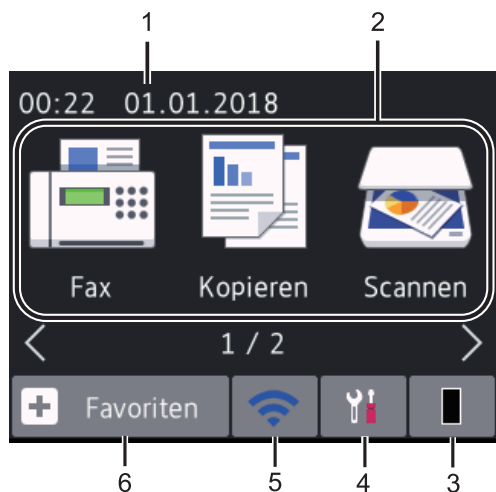 1 2
00:22 01.01.2018
Fax Kopieren Scannen
1 / 2
Favoriten
6 5 4 3